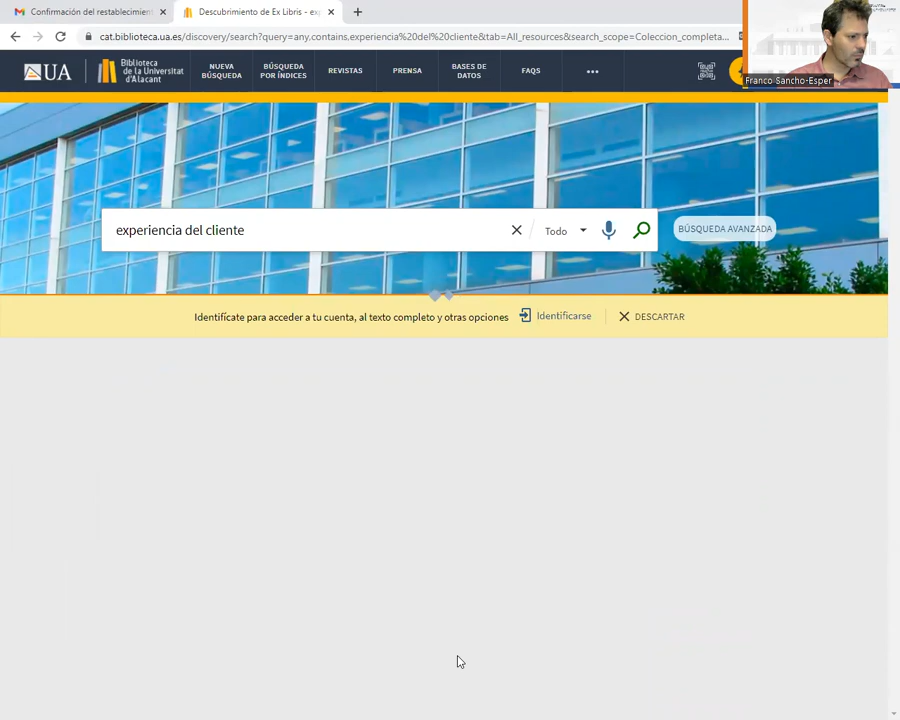 Confirmación del restablecimient
Descubrimiento de Ex Libris - exp
cat.biblioteca.ua.es/discovery/search?query=any,contains,experiencia%20del%20cliente&tab=All_resources&search_scope=Coleccion_completa...
UA
Biblioteca
de la Universitat
d'Alacant
NUEVA
BÚSQUEDA
BÚSQUEDA
POR ÍNDICES
REVISTAS
PRENSA
BASES DE
DATOS
FAQS
Franco Sancho-Esper
experiencia del cliente
Todo
BÚSQUEDA AVANZADA
Identifícate para acceder a tu cuenta, al texto completo y otras opciones
Identificarse
DESCARTAR